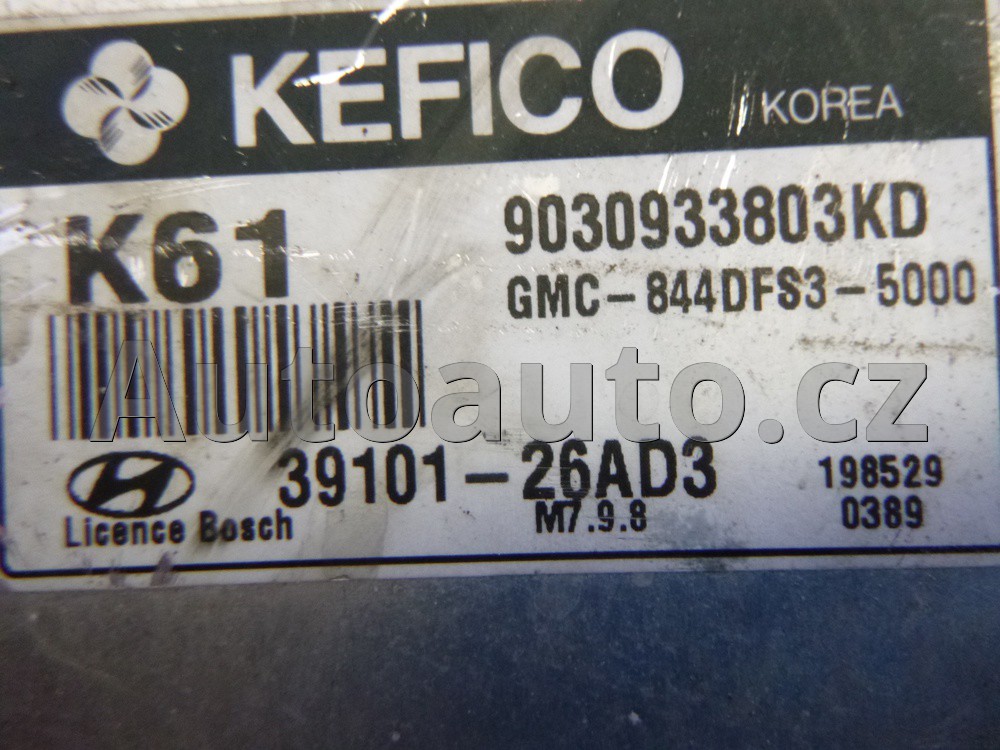 KEFICO KOREA
K61
9030933803KD
GMC-844DFS3-5000
Autoauto.cz
39101-26AD3
M7.9.8
198529
0389
Licence Bosch